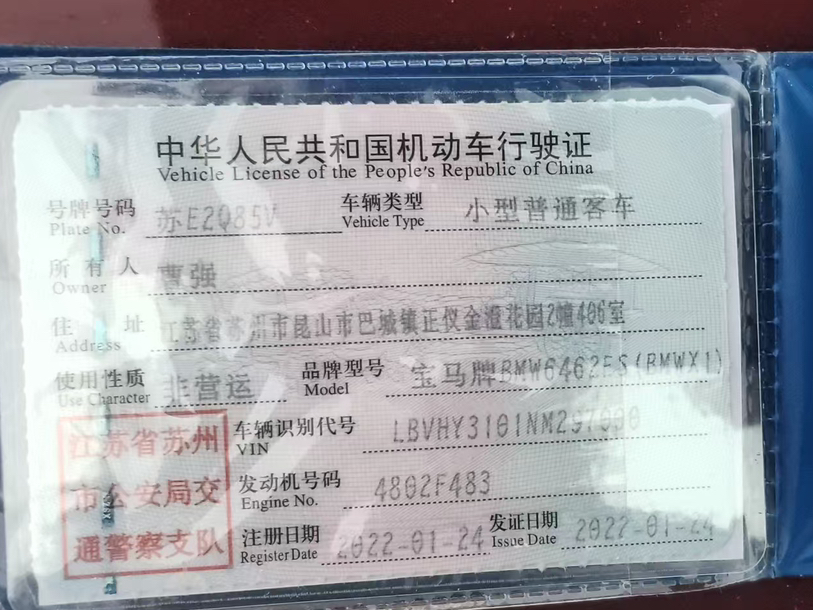 中华人民共和国机动车行驶证
Vehicle License of the People's Republic of China
号牌号码 苏E2Q85V 车辆类型 小型普通客车
Plate No. Vehicle Type
所有人 曹强
Owner
住址 江苏省苏州市昆山市巴城镇正仪金澄花园2幢406室
Address
使用性质 非营运 品牌型号 宝马牌BMW6462ES(BMWX1)
Use Character Model
江苏省苏州
市公安局交
通警察支队
车辆识别代号
VIN
发动机号码 4802F483
Engine No.
注册日期 2022-01-24 发证日期 2022-01-24
Register Date Issue Date